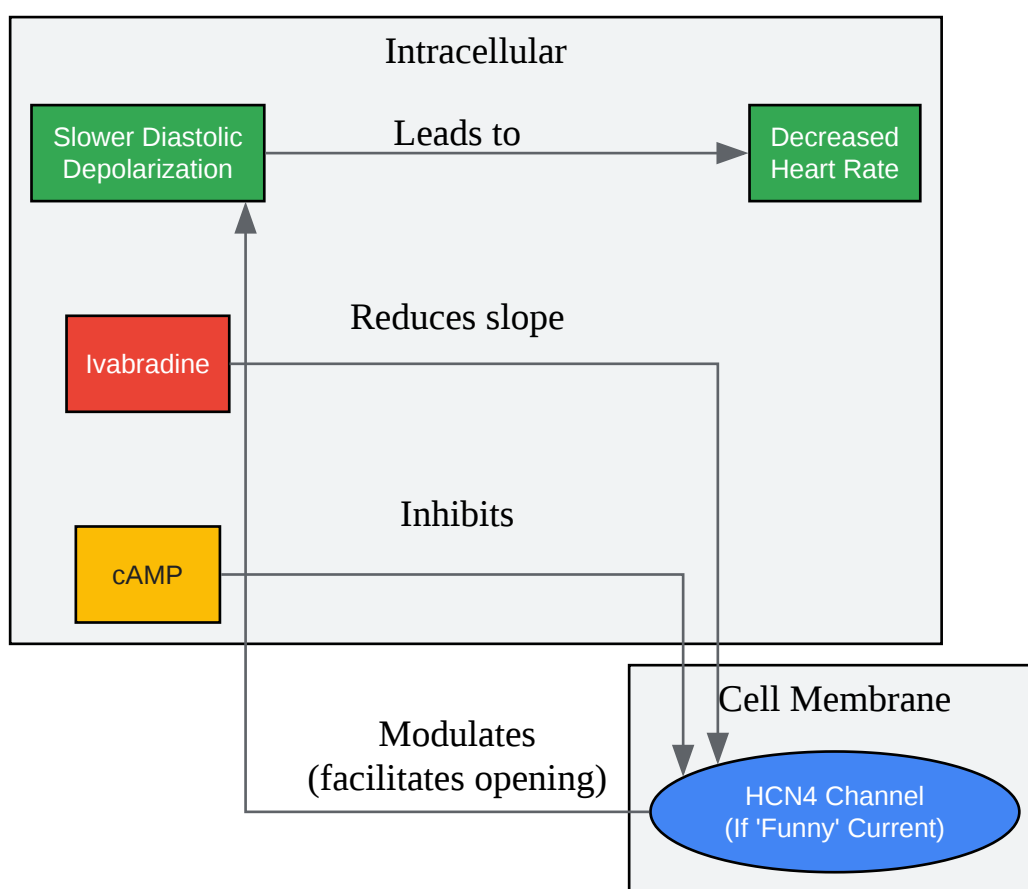 Intracellular
Slower Diastolic
Depolarization
Leads to
Decreased
Heart Rate
Reduces slope
Ivabradine
Inhibits
cAMP
Cell Membrane
Modulates
(facilitates opening)
HCN4 Channel
(If 'Funny' Current)